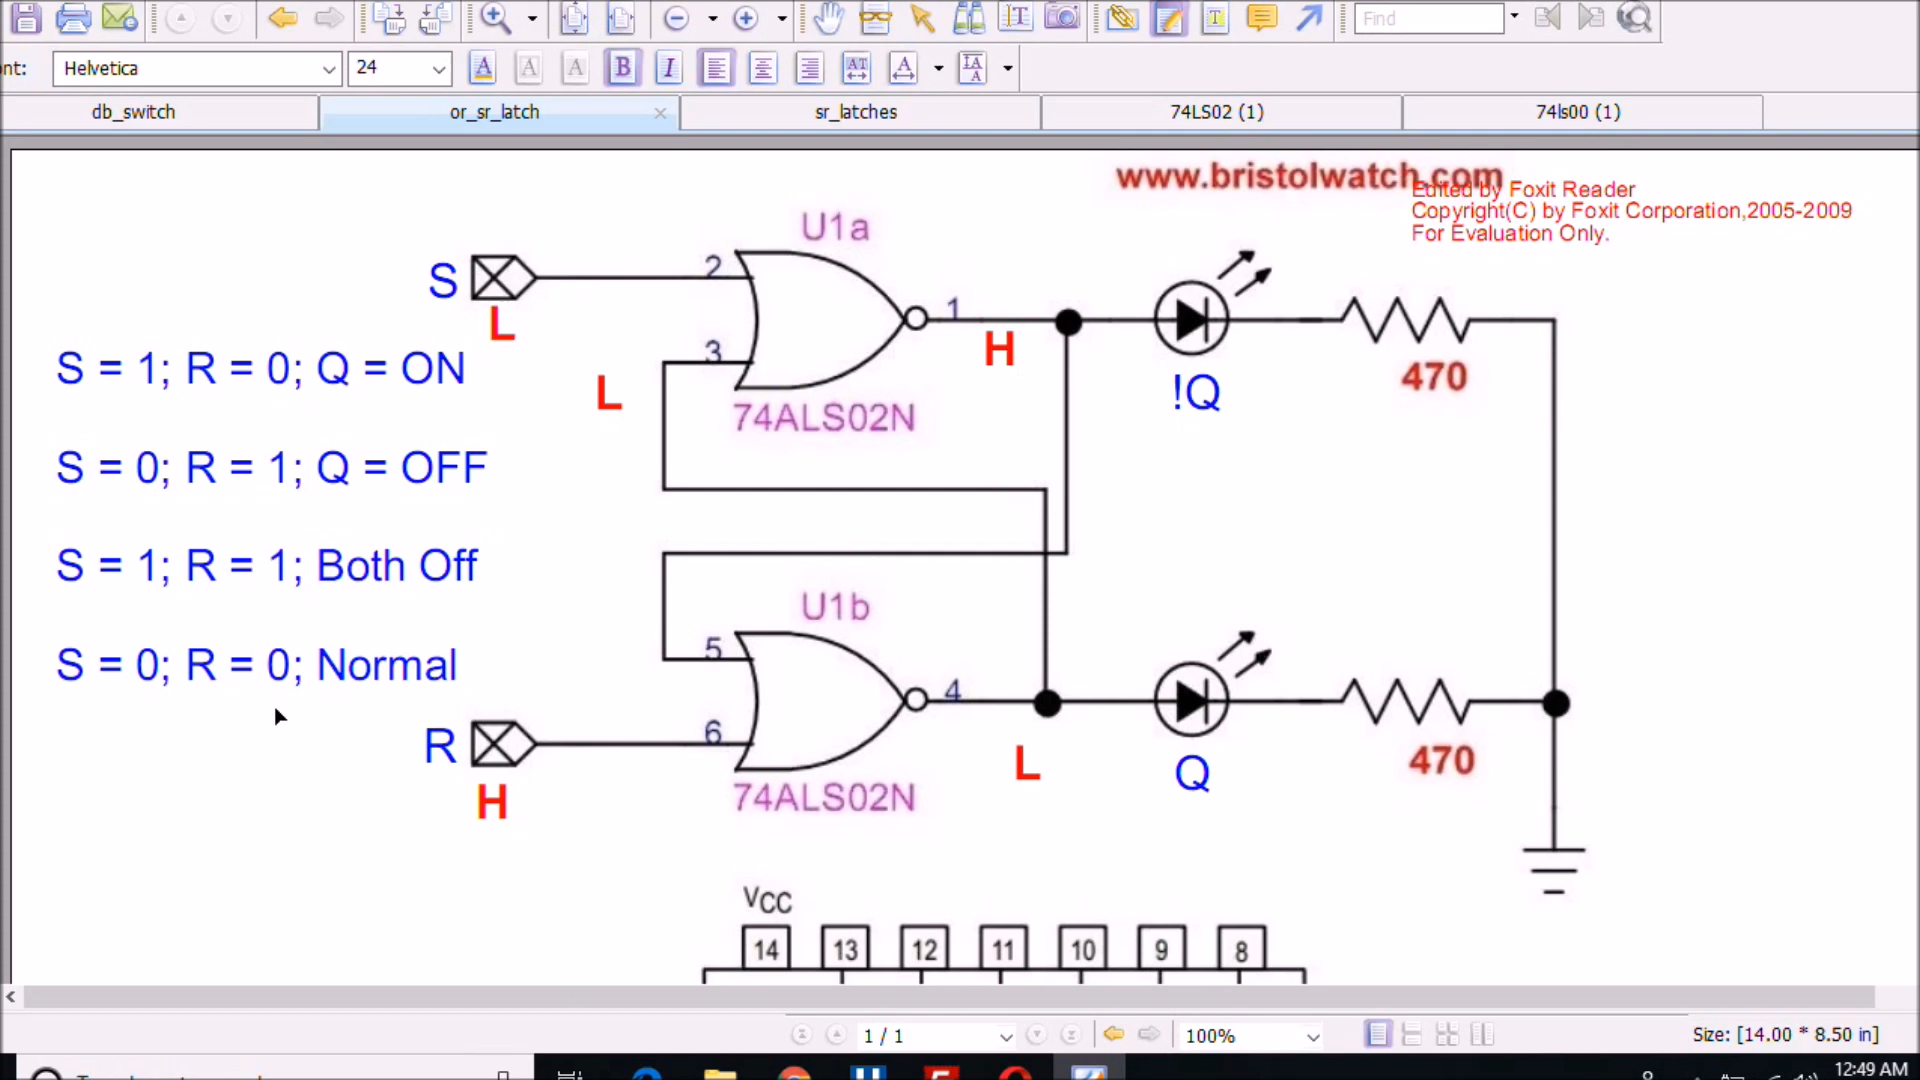 nt: Helvetica 24
Find
db_switch or_sr_latch sr_latches 74LS02 (1) 74ls00 (1)
www.bristolwatch.com
Edited by Foxit Reader
Copyright(C) by Foxit Corporation,2005-2009
For Evaluation Only.
U1a
S 2 1
L H
3
S = 1; R = 0; Q = ON
L !Q 470
74ALS02N
S = 0; R = 1; Q = OFF
S = 1; R = 1; Both Off
U1b
S = 0; R = 0; Normal
5 4
R 6
H L Q 470
74ALS02N
VCC
14 13 12 11 10 9 8
1 / 1 100% Size: [14.00 * 8.50 in]
12:49 AM